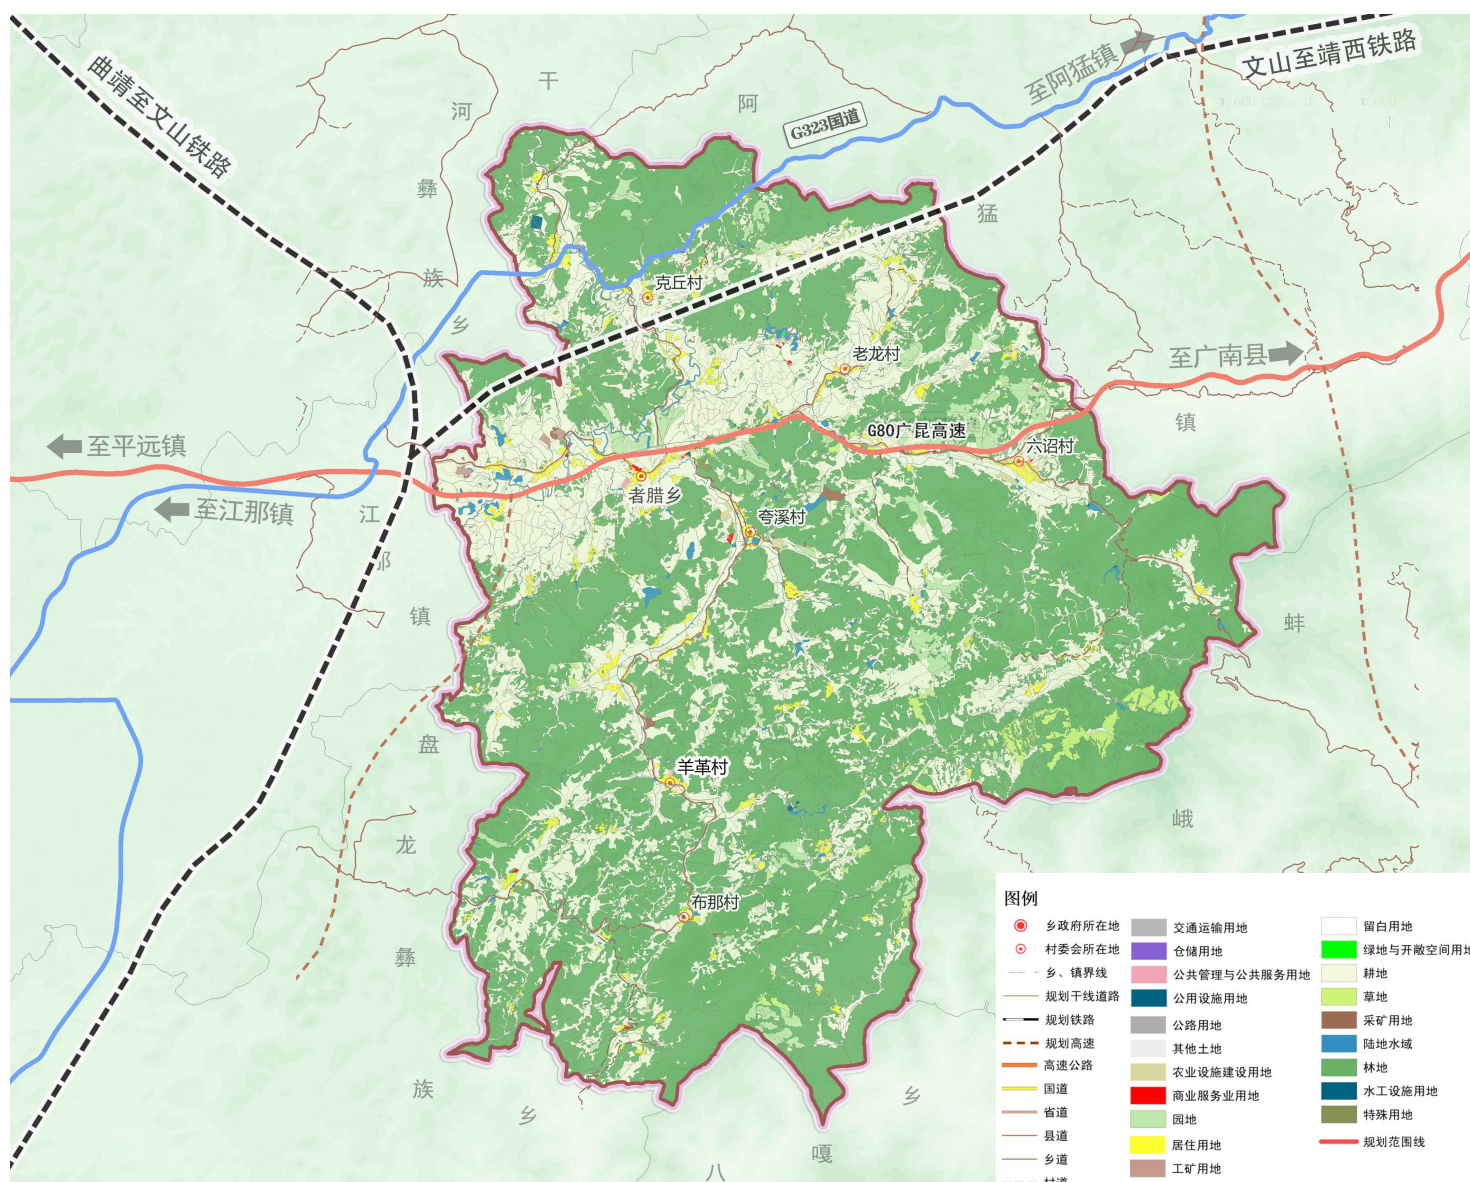 曲靖至文山铁路
文山至靖西铁路
至阿猛镇
G323国道
干
河
彝
族
乡
阿
猛
镇
克丘村
老龙村
至广南县
至平远镇
G80广昆高速
六诏村
至江那镇
者腊乡
夸溪村
江
那
镇
蚌
峨
乡
盘
龙
彝
族
乡
羊革村
布那村
八
嘎
图例
乡政府所在地
村委会所在地
乡、镇界线
规划干线道路
规划铁路
规划高速
高速公路
国道
省道
县道
乡道
村道
交通运输用地
仓储用地
公共管理与公共服务用地
公用设施用地
公路用地
其他土地
农业设施建设用地
商业服务业用地
园地
居住用地
工矿用地
留白用地
绿地与开敞空间用地
耕地
草地
采矿用地
陆地水域
林地
水工设施用地
特殊用地
规划范围线